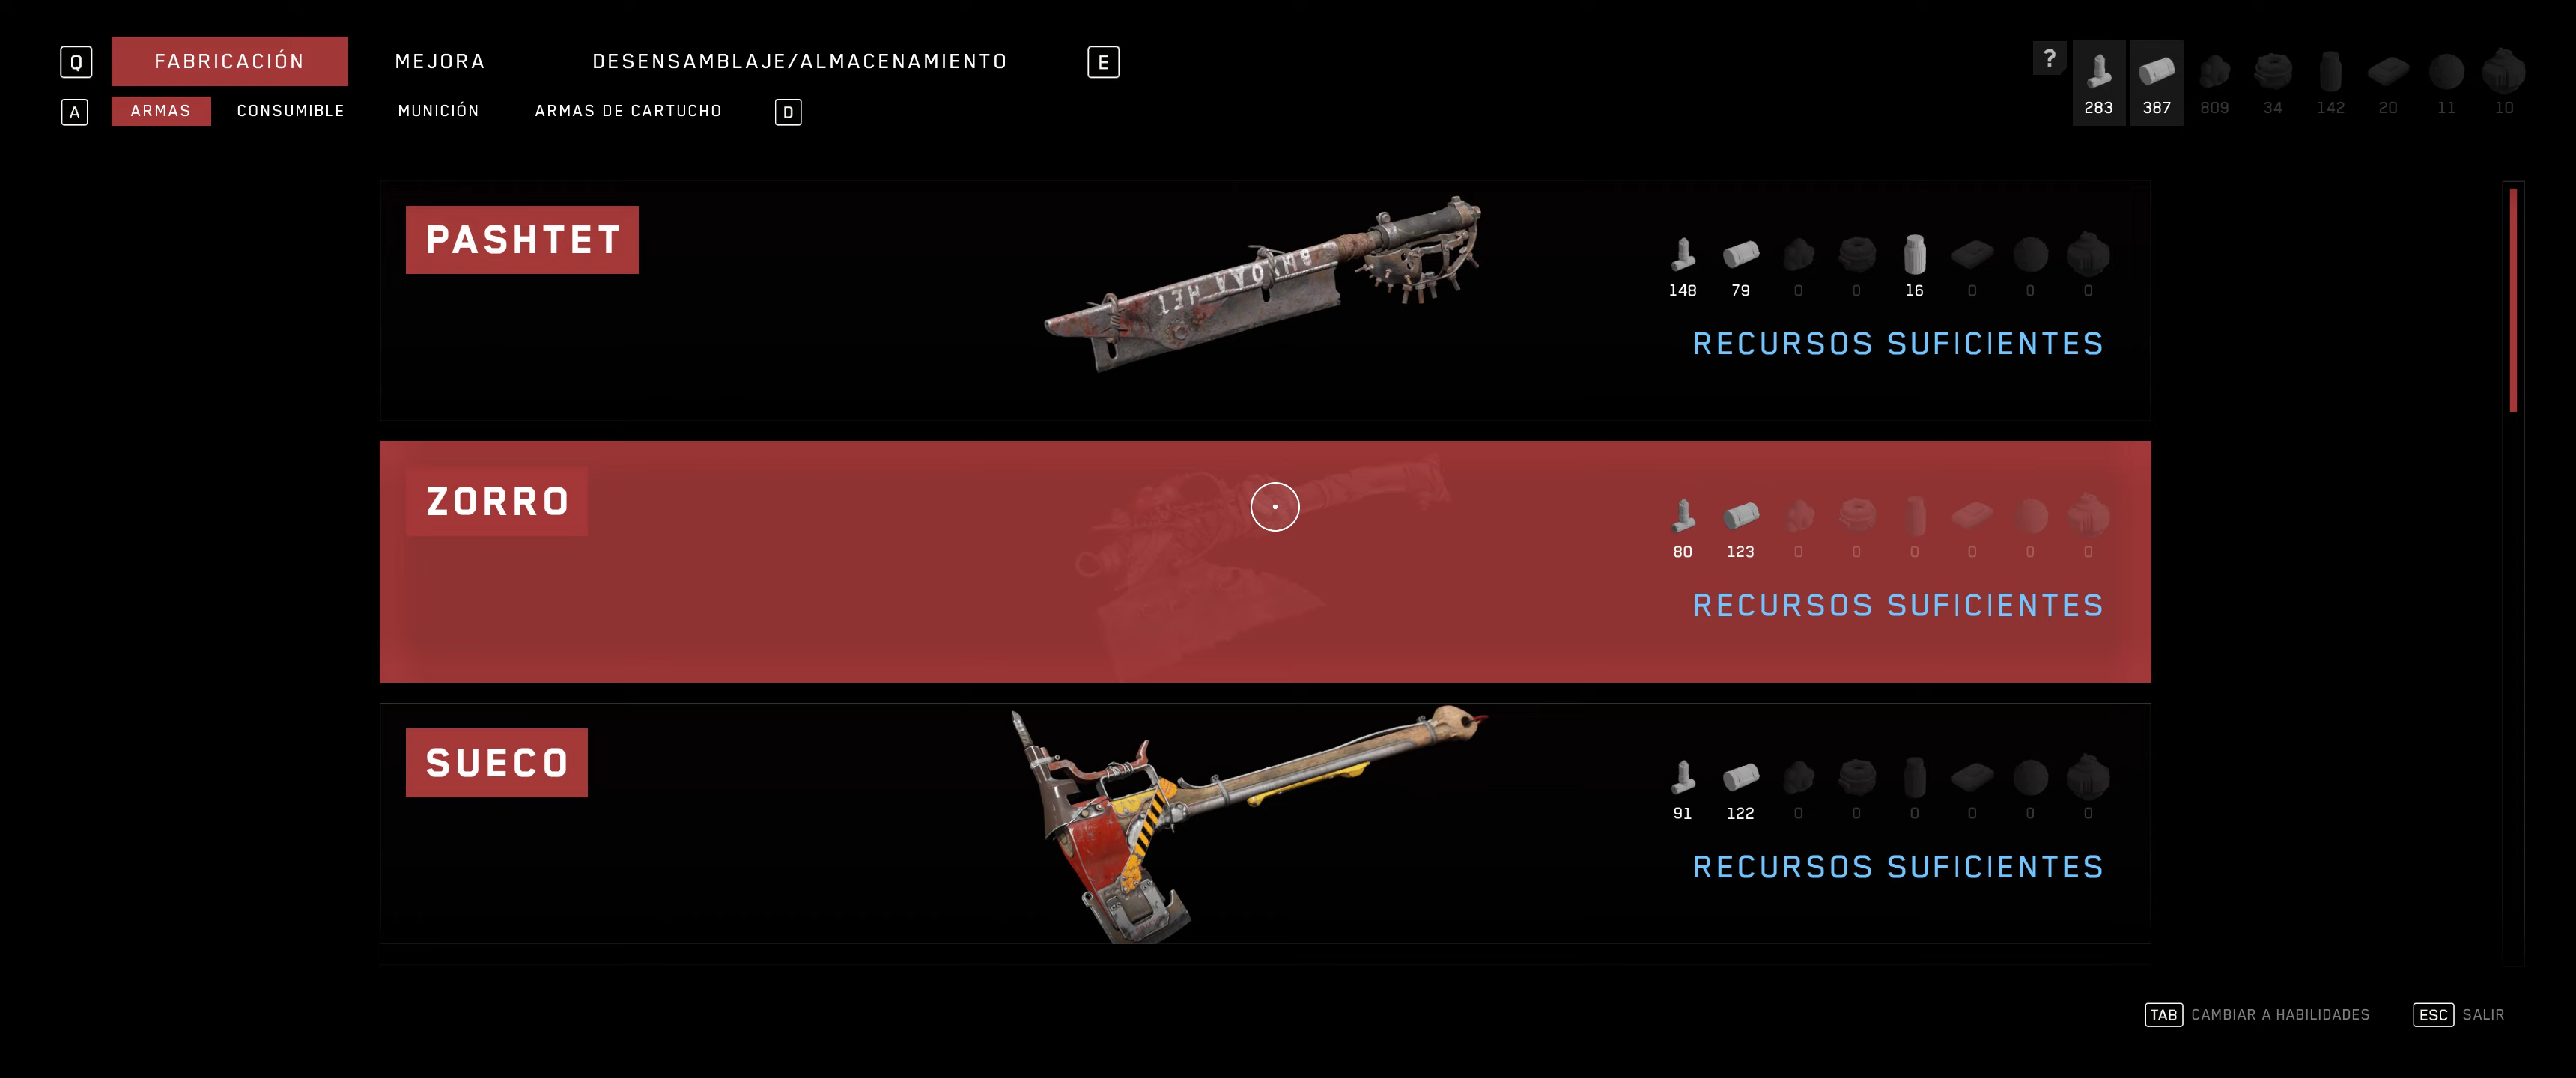 Q FABRICACIÓN MEJORA DESENSAMBLAJE/ALMACENAMIENTO E
?
283 387 809 34 142 20 11 10
A ARMAS CONSUMIBLE MUNICIÓN ARMAS DE CARTUCHO D
PASHTET
148 79 0 0 16 0 0 0
RECURSOS SUFICIENTES
ZORRO
80 123 0 0 0 0 0 0
RECURSOS SUFICIENTES
SUECO
91 122 0 0 0 0 0 0
RECURSOS SUFICIENTES
TAB CAMBIAR A HABILIDADES ESC SALIR